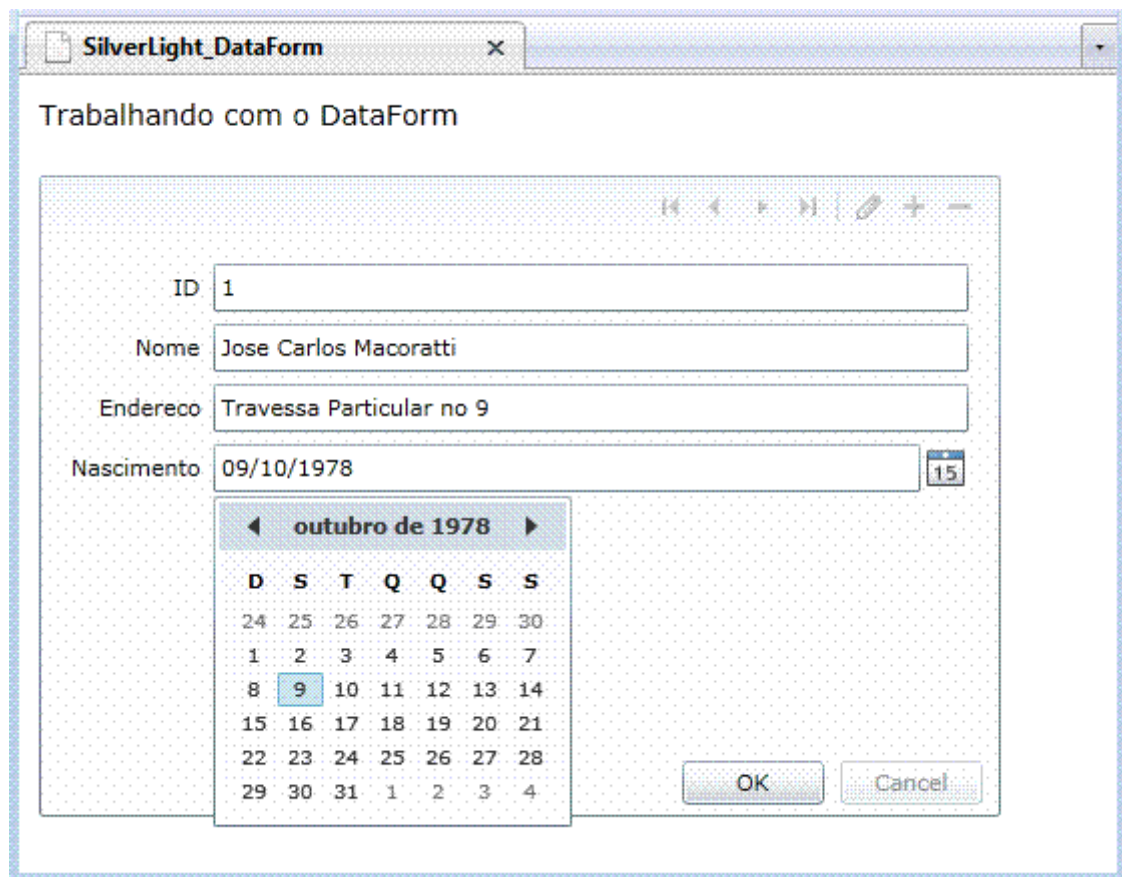 SilverLight_DataForm
Trabalhando com o DataForm
ID 1
Nome Jose Carlos Macoratti
Endereco Travessa Particular no 9
Nascimento 09/10/1978 15
outubro de 1978
D S T Q Q S S
24 25 26 27 28 29 30
1 2 3 4 5 6 7
8 9 10 11 12 13 14
15 16 17 18 19 20 21
22 23 24 25 26 27 28
29 30 31 1 2 3 4
OK Cancel